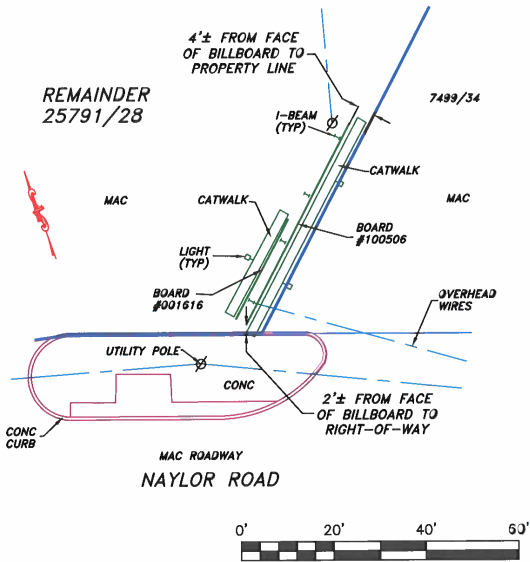 4'± FROM FACE
OF BILLBOARD TO
PROPERTY LINE
REMAINDER
25791/28
7499/34
I-BEAM
(TYP)
CATWALK
MAC
CATWALK
MAC
BOARD
#100506
LIGHT
(TYP)
BOARD
#001616
OVERHEAD
WIRES
UTILITY POLE
CONC
2'± FROM FACE
OF BILLBOARD TO
RIGHT-OF-WAY
CONC
CURB
MAC ROADWAY
NAYLOR ROAD
0' 20' 40' 60'